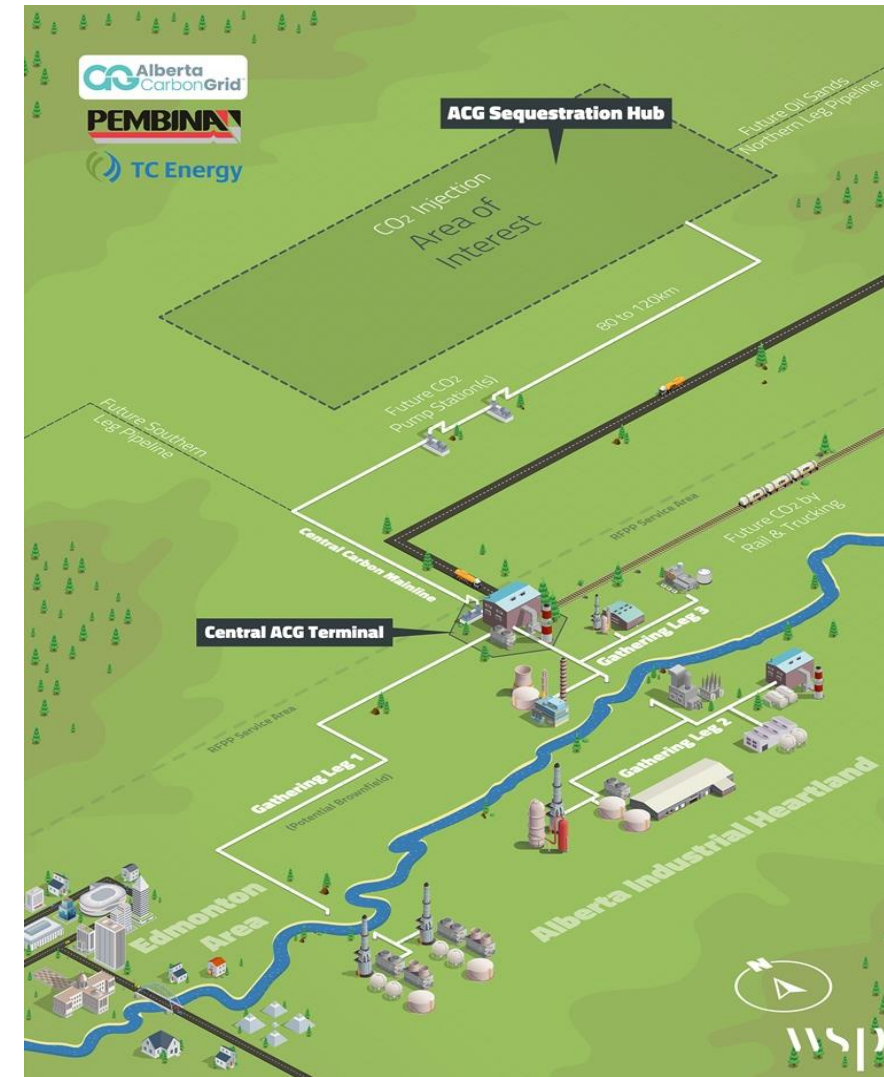 Alberta
CarbonGrid
PEMBINA
TC Energy
ACG Sequestration Hub
Future Oil Sands
Northern Leg Pipeline
CO2 Injection
Area of
Interest
80 to 120km
Future CO2
Pump Station(s)
Future Southern
Leg Pipeline
RFPP Service Area
Future CO2 by
Rail & Trucking
Central Carbon Mainline
Central ACG Terminal
Gathering Leg 3
RFPP Service Area
Gathering Leg 1
(Potential Brownfield)
Gathering Leg 2
Alberta Industrial Heartland
Edmonton
Area
N
wsp